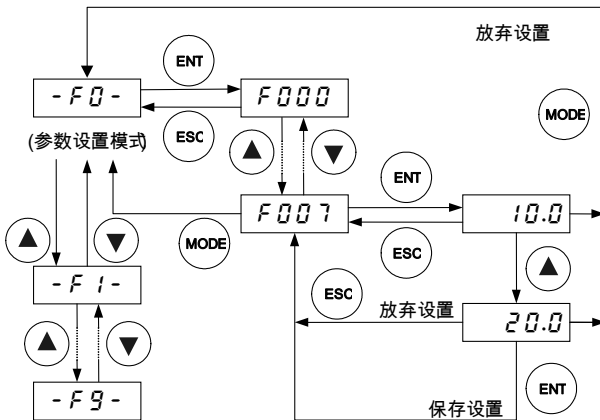 放弃设置
ENT
-F0-
F000
MODE
(参数设置模式)
ESC
F007
ENT
10.0
MODE
ESC
-F1-
ESC
放弃设置
20.0
-F9-
保存设置
ENT